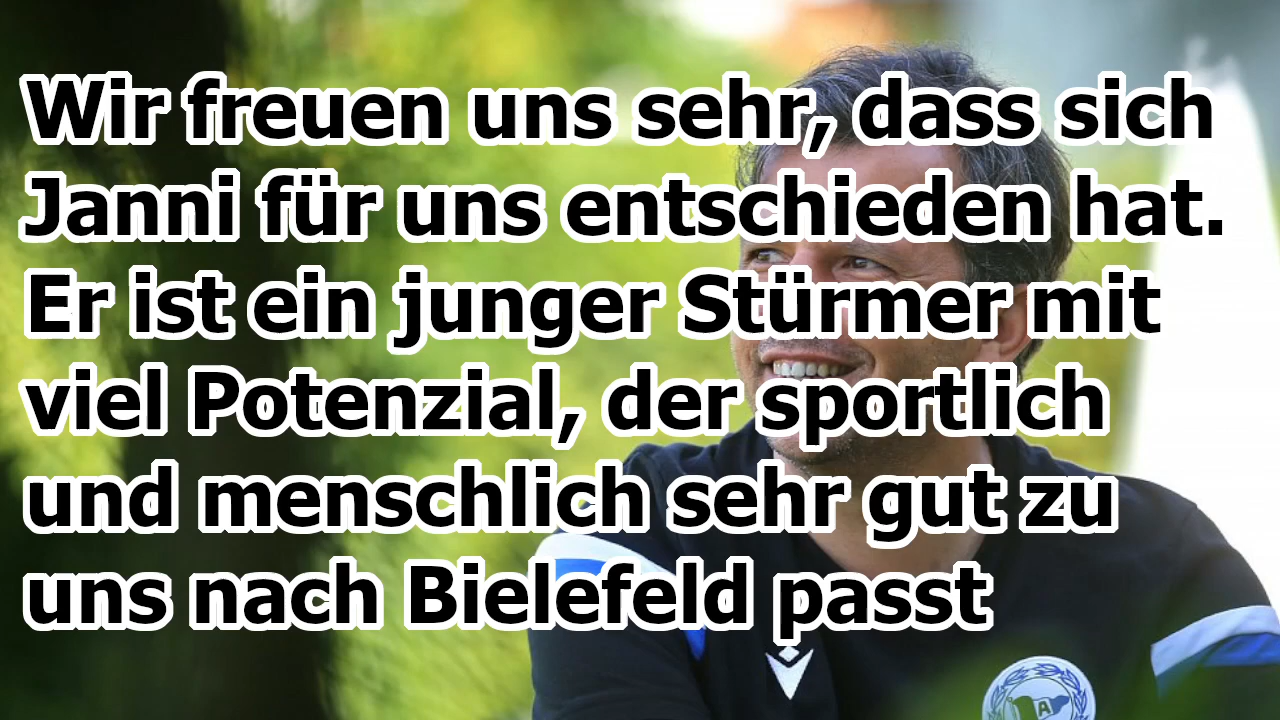 Wir freuen uns sehr, dass sich
Janni für uns entschieden hat.
Er ist ein junger Stürmer mit
viel Potenzial, der sportlich
und menschlich sehr gut zu
uns nach Bielefeld passt
A